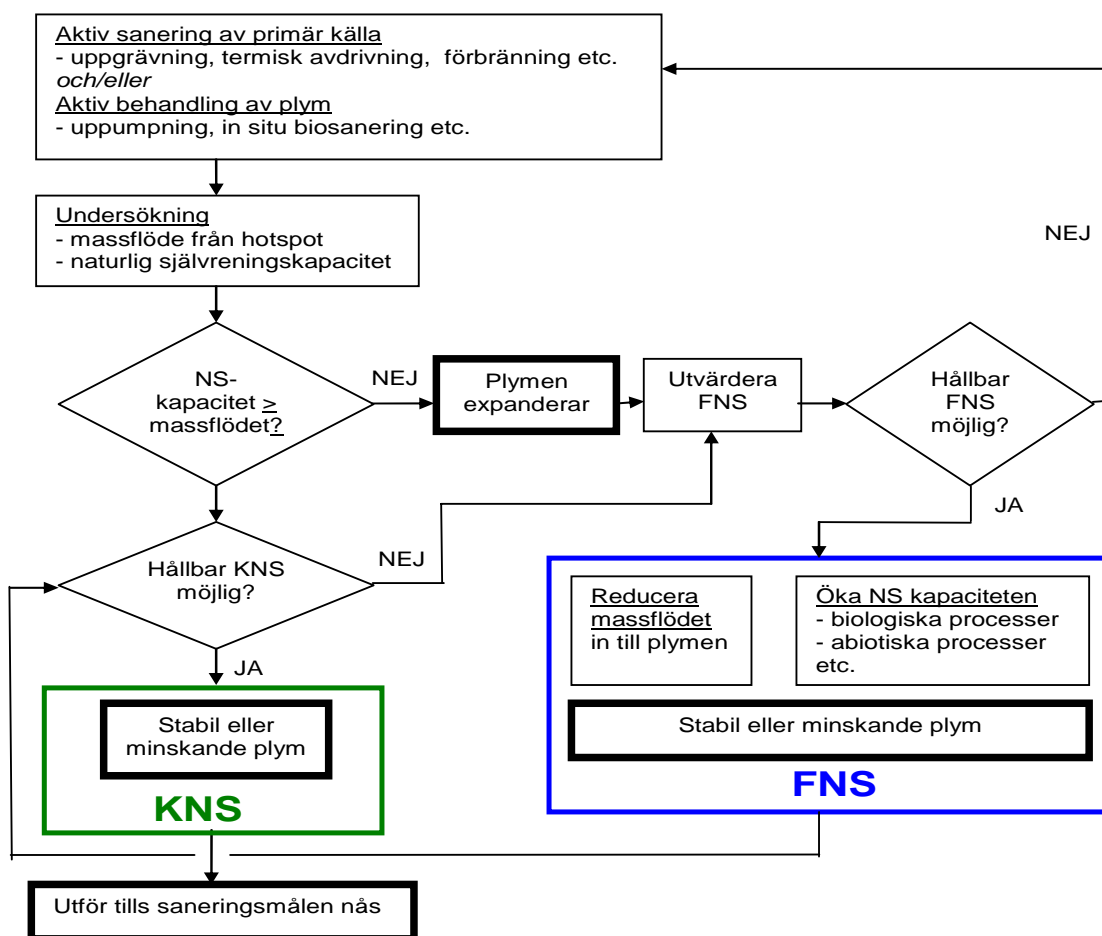 Aktiv sanering av primär källa
- uppgrävning, termisk avdrivning, förbränning etc.
och/eller
Aktiv behandling av plym
- uppumpning, in situ biosanering etc.
Undersökning
- massflöde från hotspot
- naturlig självreningskapacitet
NEJ
NS-
kapacitet ≥
massflödet?
NEJ
Plymen
expanderar
Utvärdera
FNS
Hållbar
FNS
möjlig?
JA
Hållbar KNS
möjlig?
NEJ
JA
Reducera
massflödet
in till plymen
Öka NS kapaciteten
- biologiska processer
- abiotiska processer
etc.
Stabil eller
minskande plym
KNS
Stabil eller minskande plym
FNS
Utför tills saneringsmålen nås